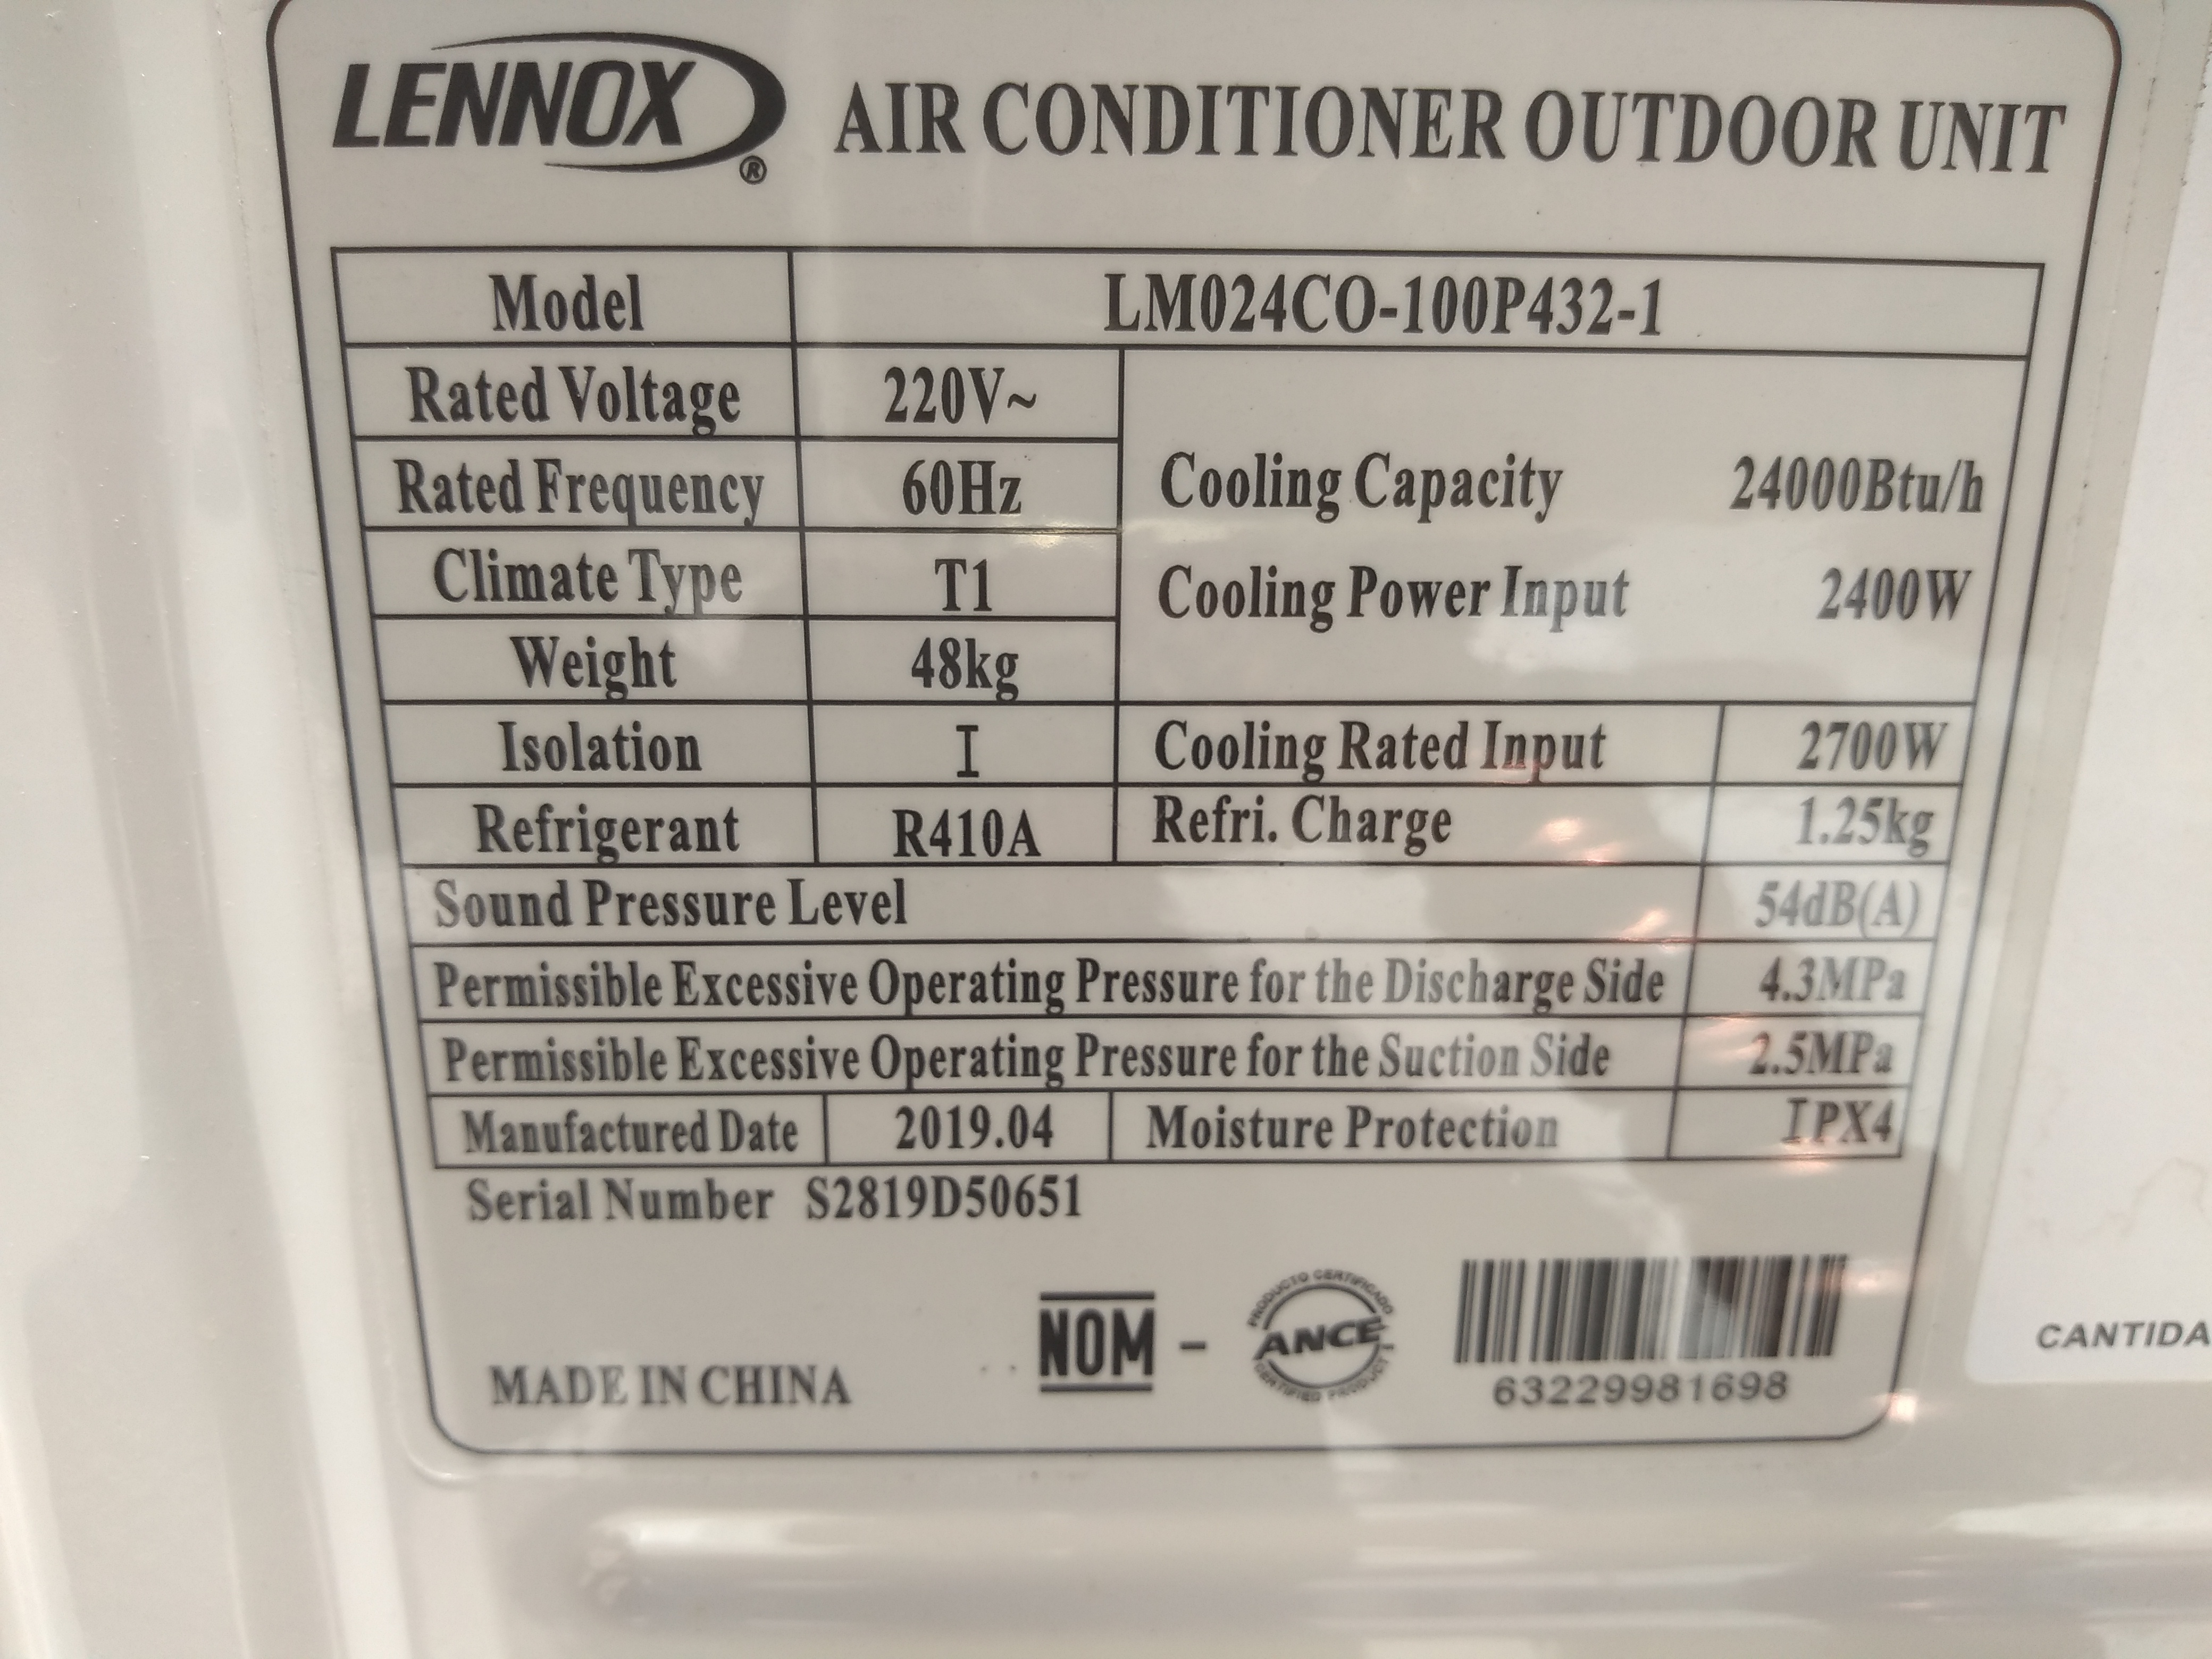 LENNOX® AIR CONDITIONER OUTDOOR UNIT
Model LM024CO-100P432-1
Rated Voltage 220V~
Rated Frequency 60Hz
Cooling Capacity 24000Btu/h
Climate Type T1
Cooling Power Input 2400W
Weight 48kg
Isolation I Cooling Rated Input 2700W
Refrigerant R410A Refri. Charge 1.25kg
Sound Pressure Level 54dB(A)
Permissible Excessive Operating Pressure for the Discharge Side 4.3MPa
Permissible Excessive Operating Pressure for the Suction Side 2.5MPa
Manufactured Date 2019.04 Moisture Protection IPX4
Serial Number S2819D50651
MADE IN CHINA
NOM -
PRODUCTO CERTIFICADO
ANCE
CERTIFIED PRODUCT
63229981698
CANTIDA